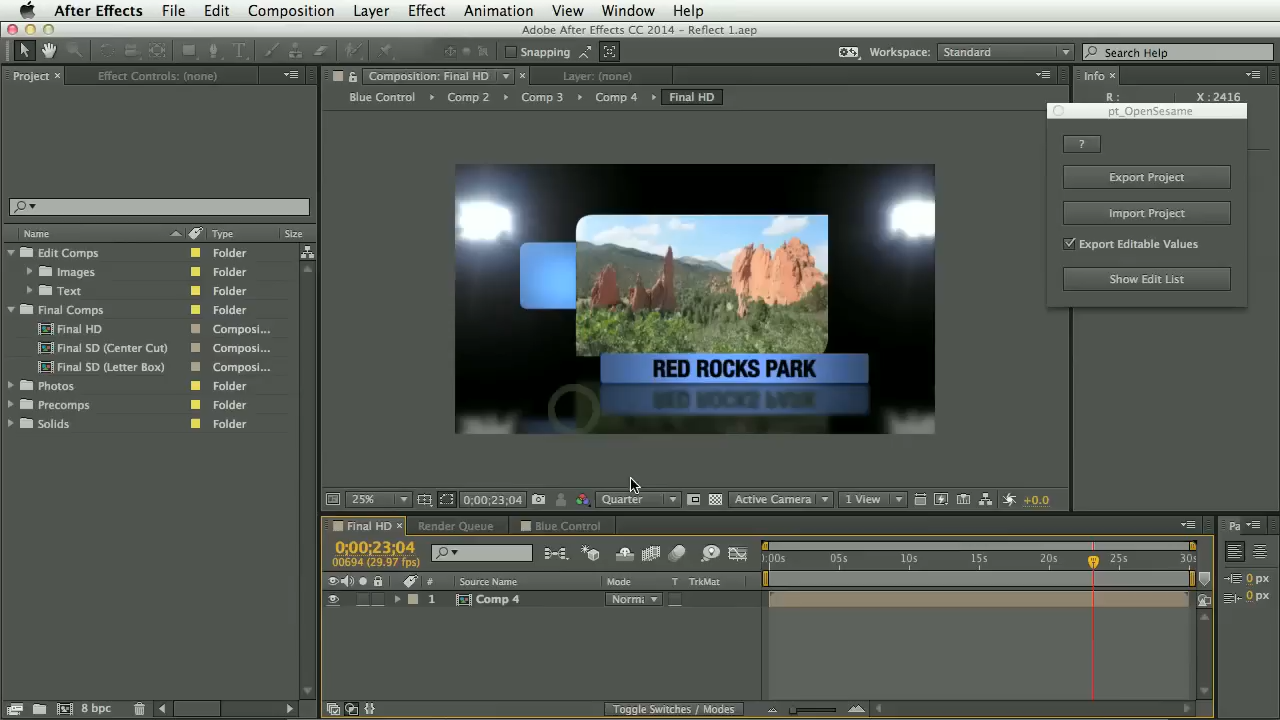 After Effects File Edit Composition Layer Effect Animation View Window Help
Adobe After Effects CC 2014 - Reflect 1.aep
Snapping
Workspace: Standard
Search Help
Project
Effect Controls: (none)
Composition: Final HD
Layer: (none)
Info
Blue Control Comp 2 Comp 3 Comp 4 Final HD
R : X : 2416
pt_OpenSesame
?
Export Project
Import Project
Export Editable Values
Show Edit List
Name Type Size
Edit Comps Folder
Images Folder
Text Folder
Final Comps Folder
Final HD Composi...
Final SD (Center Cut) Composi...
Final SD (Letter Box) Composi...
Photos Folder
Precomps Folder
Solids Folder
RED ROCKS PARK
25% 0;00;23;04 Quarter Active Camera 1 View +0.0
Final HD Render Queue Blue Control Pa
0;00;23;04
00694 (29.97 fps)
):00s 05s 10s 15s 20s 25s 30s
# Source Name Mode T TrkMat
1 Comp 4 Norma
0 px
0 px
8 bpc
Toggle Switches / Modes